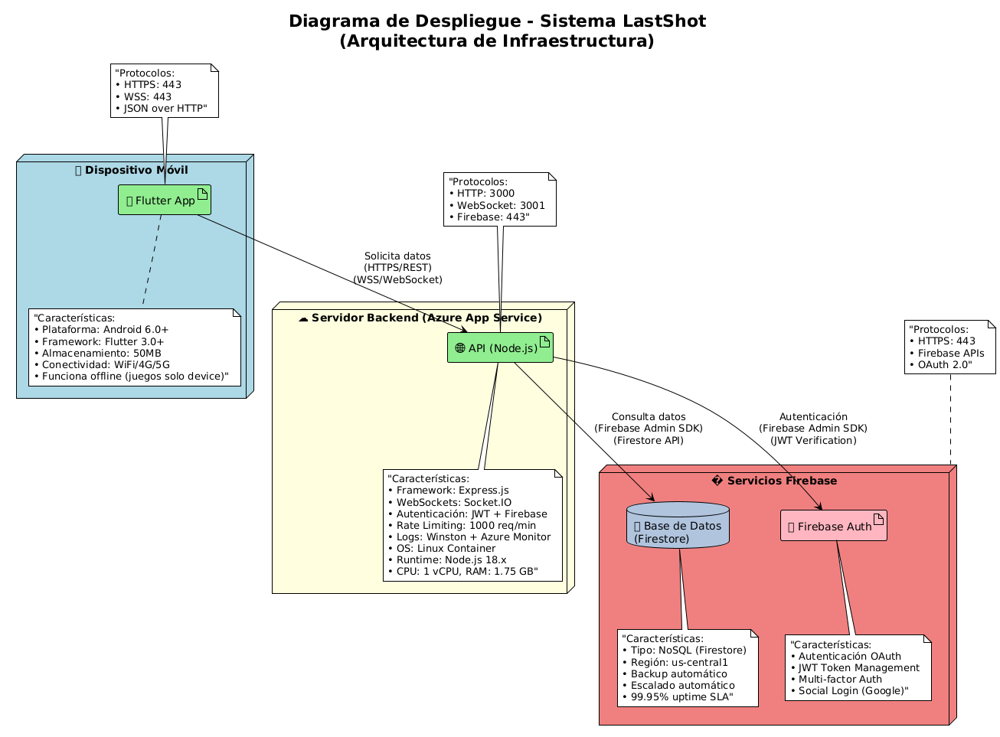 Diagrama de Despliegue - Sistema LastShot
(Arquitectura de Infraestructura)
"Protocolos:
• HTTPS: 443
• WSS: 443
• JSON over HTTP"
Dispositivo Móvil
Flutter App
"Protocolos:
• HTTP: 3000
• WebSocket: 3001
• Firebase: 443"
Solicita datos
(HTTPS/REST)
(WSS/WebSocket)
"Características:
• Plataforma: Android 6.0+
• Framework: Flutter 3.0+
• Almacenamiento: 50MB
• Conectividad: WiFi/4G/5G
• Funciona offline (juegos solo device)"
☁ Servidor Backend (Azure App Service)
🌐 API (Node.js)
"Protocolos:
• HTTPS: 443
• Firebase APIs
• OAuth 2.0"
Consulta datos
(Firebase Admin SDK)
(Firestore API)
Autenticación
(Firebase Admin SDK)
(JWT Verification)
"Características:
• Framework: Express.js
• WebSockets: Socket.IO
• Autenticación: JWT + Firebase
• Rate Limiting: 1000 req/min
• Logs: Winston + Azure Monitor
• OS: Linux Container
• Runtime: Node.js 18.x
• CPU: 1 vCPU, RAM: 1.75 GB"
� Servicios Firebase
Base de Datos
(Firestore)
Firebase Auth
"Características:
• Tipo: NoSQL (Firestore)
• Región: us-central1
• Backup automático
• Escalado automático
• 99.95% uptime SLA"
"Características:
• Autenticación OAuth
• JWT Token Management
• Multi-factor Auth
• Social Login (Google)"